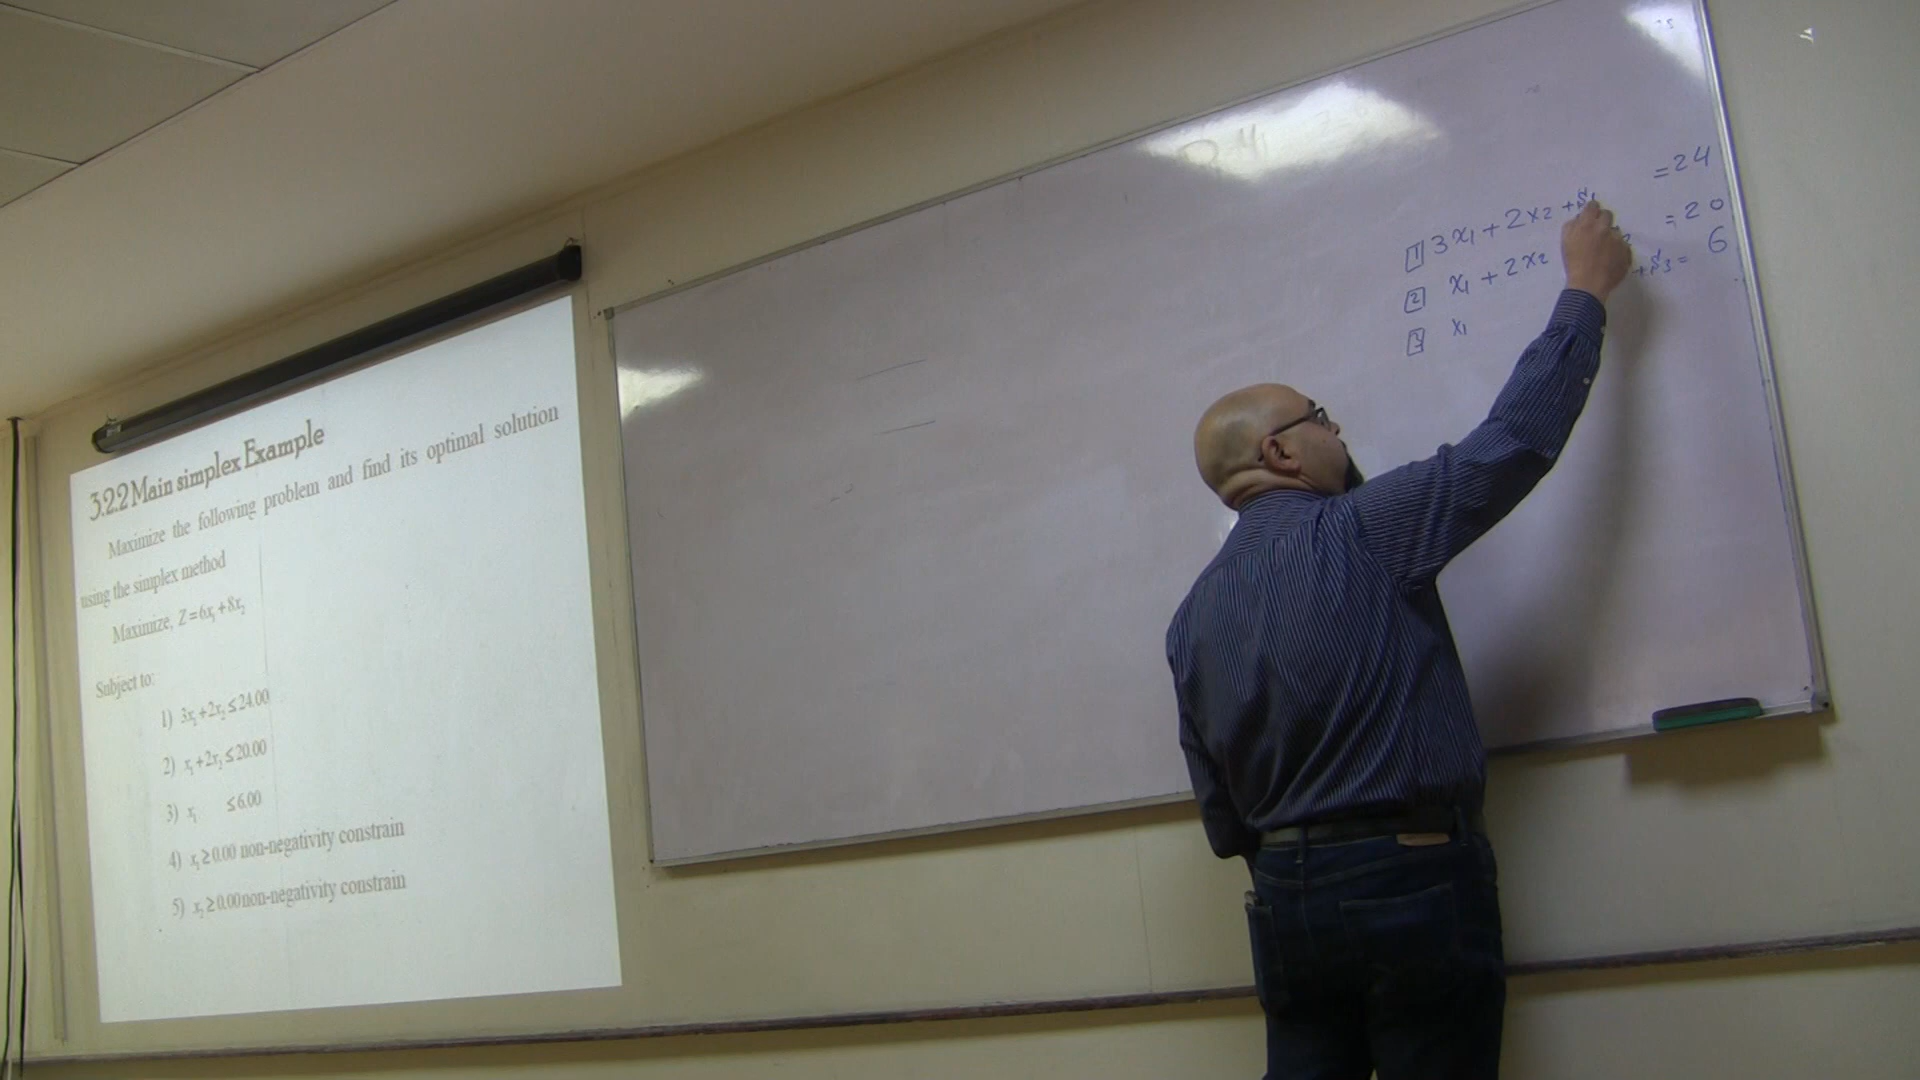 3.2.2 Main simplex Example
Maximize the following problem and find its optimal solution
using the simplex method
Maximize, Z = 6x₁ + 8x₂
Subject to:
1) 3x₁ + 2x₂ ≤ 24.00
2) x₁ + 2x₂ ≤ 20.00
3) x₁ ≤ 6.00
4) x₁ ≥ 0.00 non-negativity constrain
5) x₂ ≥ 0.00 non-negativity constrain
1 3x₁ + 2x₂ + S₁ = 24
2 x₁ + 2x₂ = 20
3 x₁ + S₃ = 6